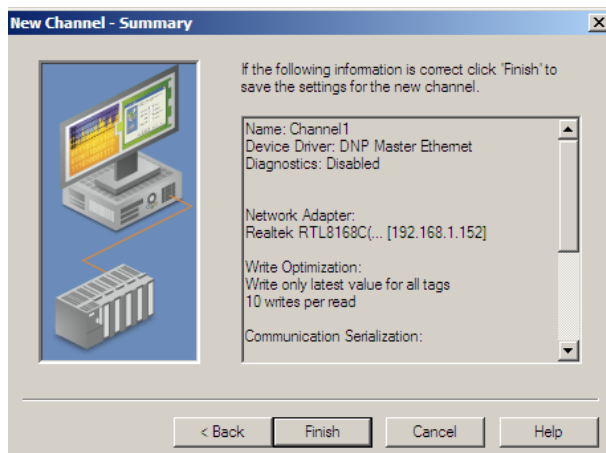 New Channel - Summary
If the following information is correct click 'Finish' to
save the settings for the new channel.
Name: Channel1
Device Driver: DNP Master Ethernet
Diagnostics: Disabled
Network Adapter:
Realtek RTL8168C(... [192.168.1.152]
Write Optimization:
Write only latest value for all tags
10 writes per read
Communication Serialization:
< Back Finish Cancel Help